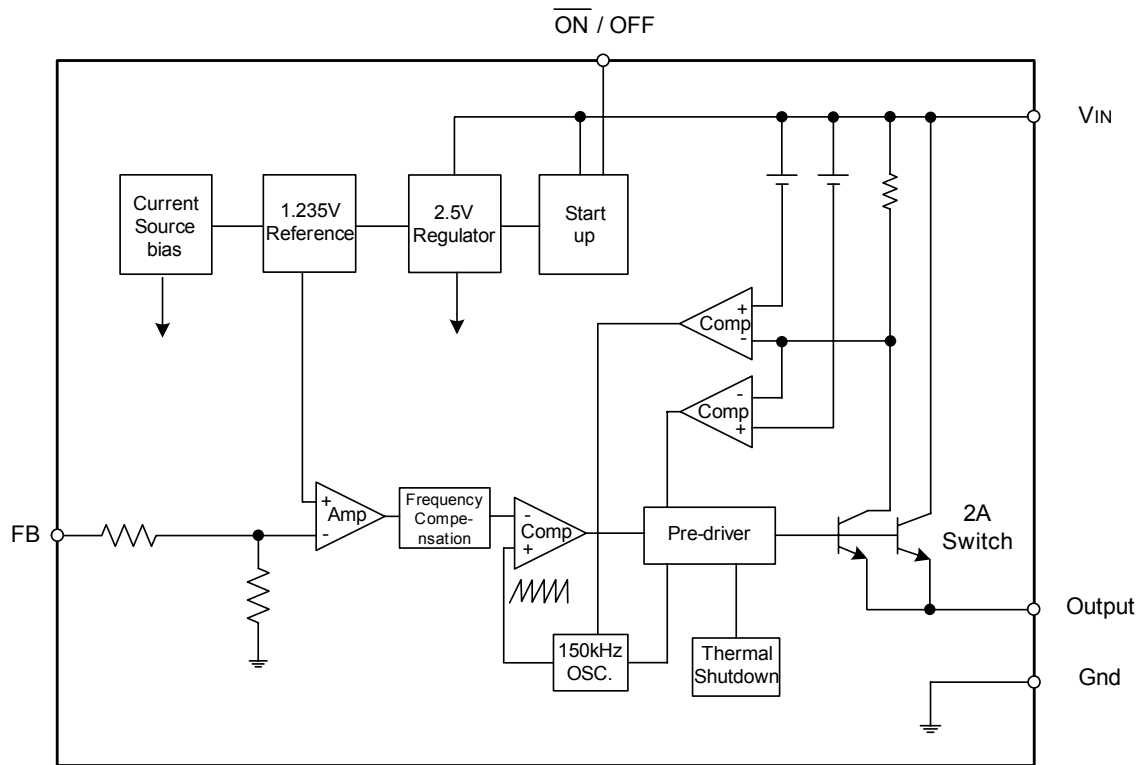 ON / OFF
VIN
Current
Source
bias
1.235V
Reference
2.5V
Regulator
Start
up
+
Comp
-
-
Comp
+
FB
+
Amp
-
Frequency
Compe-
nsation
-
Comp
+
Pre-driver
2A
Switch
Output
150kHz
OSC.
Thermal
Shutdown
Gnd